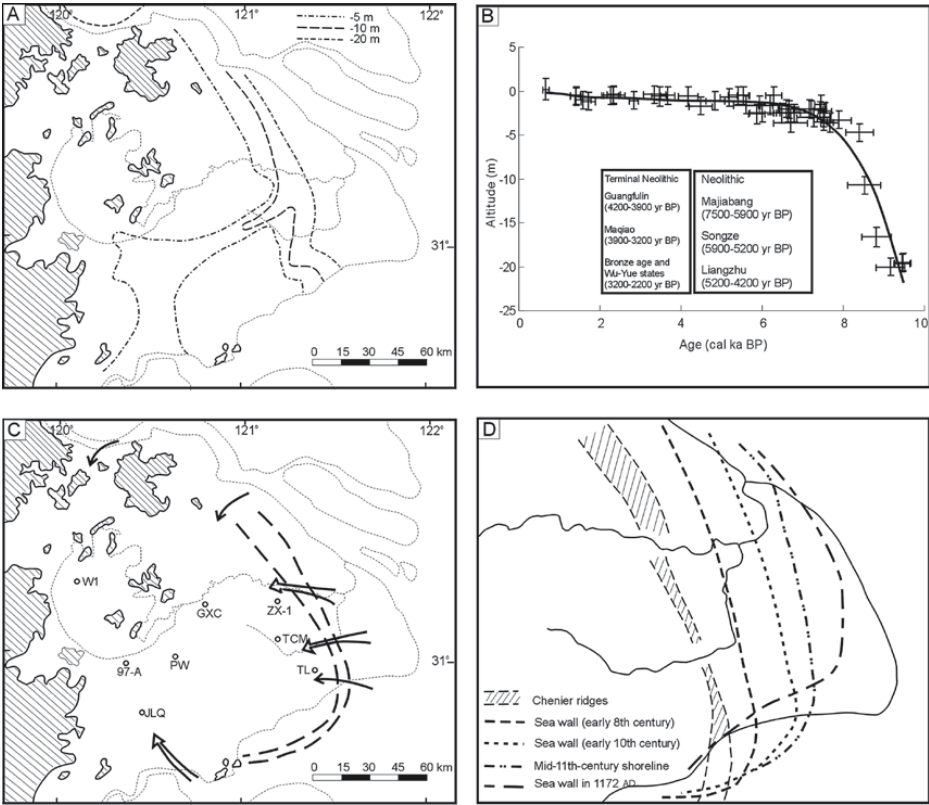 A
120°
121°
122°
-5 m
-10 m
-20 m
31°
0 15 30 45 60 km
B
5
0
-5
-10
-15
-20
-25
Altitude (m)
Terminal Neolithic
Guangfulin
(4200-3900 yr BP)
Maqiao
(3900-3200 yr BP)
Bronze age and
Wu-Yue states
(3200-2200 yr BP)
Neolithic
Majiabang
(7500-5900 yr BP)
Songze
(5900-5200 yr BP)
Liangzhu
(5200-4200 yr BP)
0 2 4 6 8 10
Age (cal ka BP)
C
120°
121°
122°
W1
GXC
ZX-1
TCM
PW
97-A
TL
31°
JLQ
0 15 30 45 60 km
D
Chenier ridges
Sea wall (early 8th century)
Sea wall (early 10th century)
Mid-11th-century shoreline
Sea wall in 1172 AD